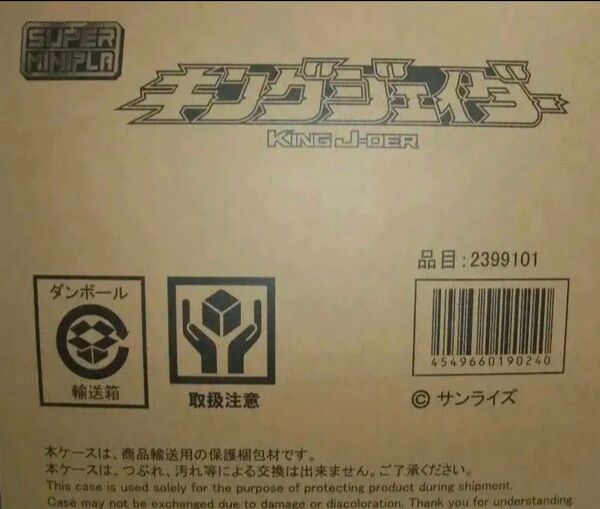 SUPER
MINIPLA
キングジェイダー
KING J-DER
品目:2399101
ダンボール
輸送箱
取扱注意
4549660190240
© サンライズ
本ケースは、商品輸送用の保護梱包材です。
本ケースは、つぶれ、汚れ等による交換は出来ません。ご了承ください。
This case is used solely for the purpose of protecting product during shipment.
Case may not be exchanged due to damage or discoloration. Thank you for understanding.